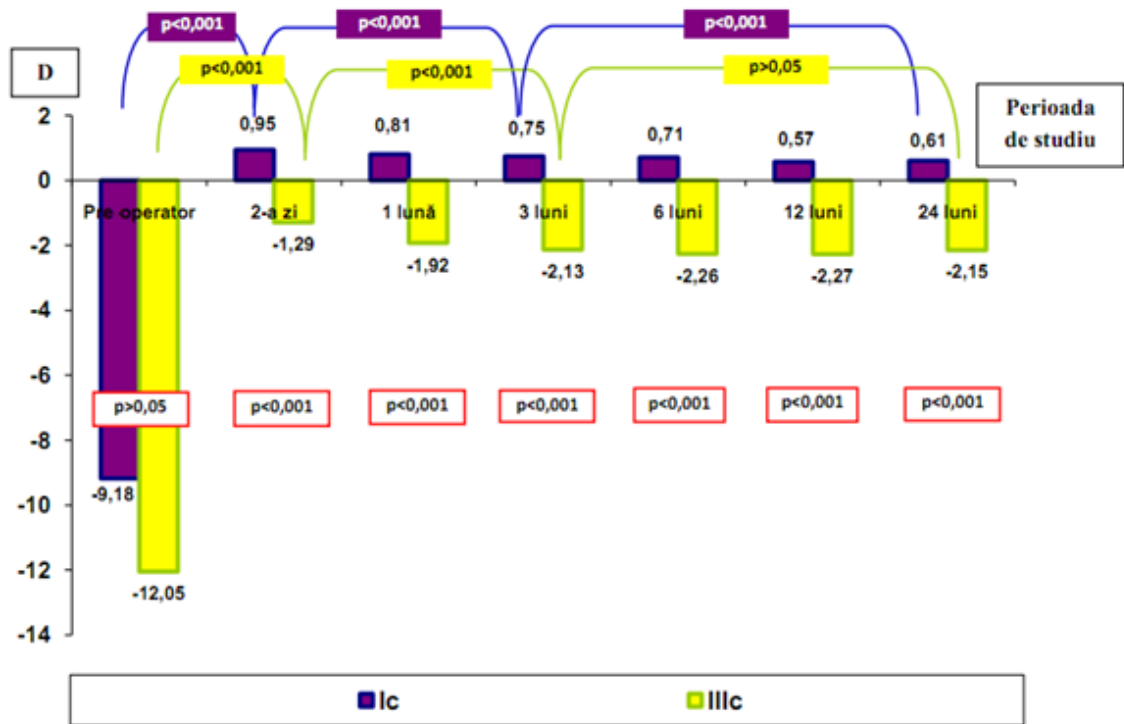 p<0,001
p<0,001
p<0,001
p<0,001
p<0,001
p>0,05
D
Perioada
de studiu
2
0
-2
-4
-6
-8
-10
-12
-14
0,95
0,81
0,75
0,71
0,57
0,61
Pre operator
2-a zi
1 lună
3 luni
6 luni
12 luni
24 luni
-1,29
-1,92
-2,13
-2,26
-2,27
-2,15
p>0,05
p<0,001
p<0,001
p<0,001
p<0,001
p<0,001
p<0,001
-9,18
-12,05
Ic
IIIc